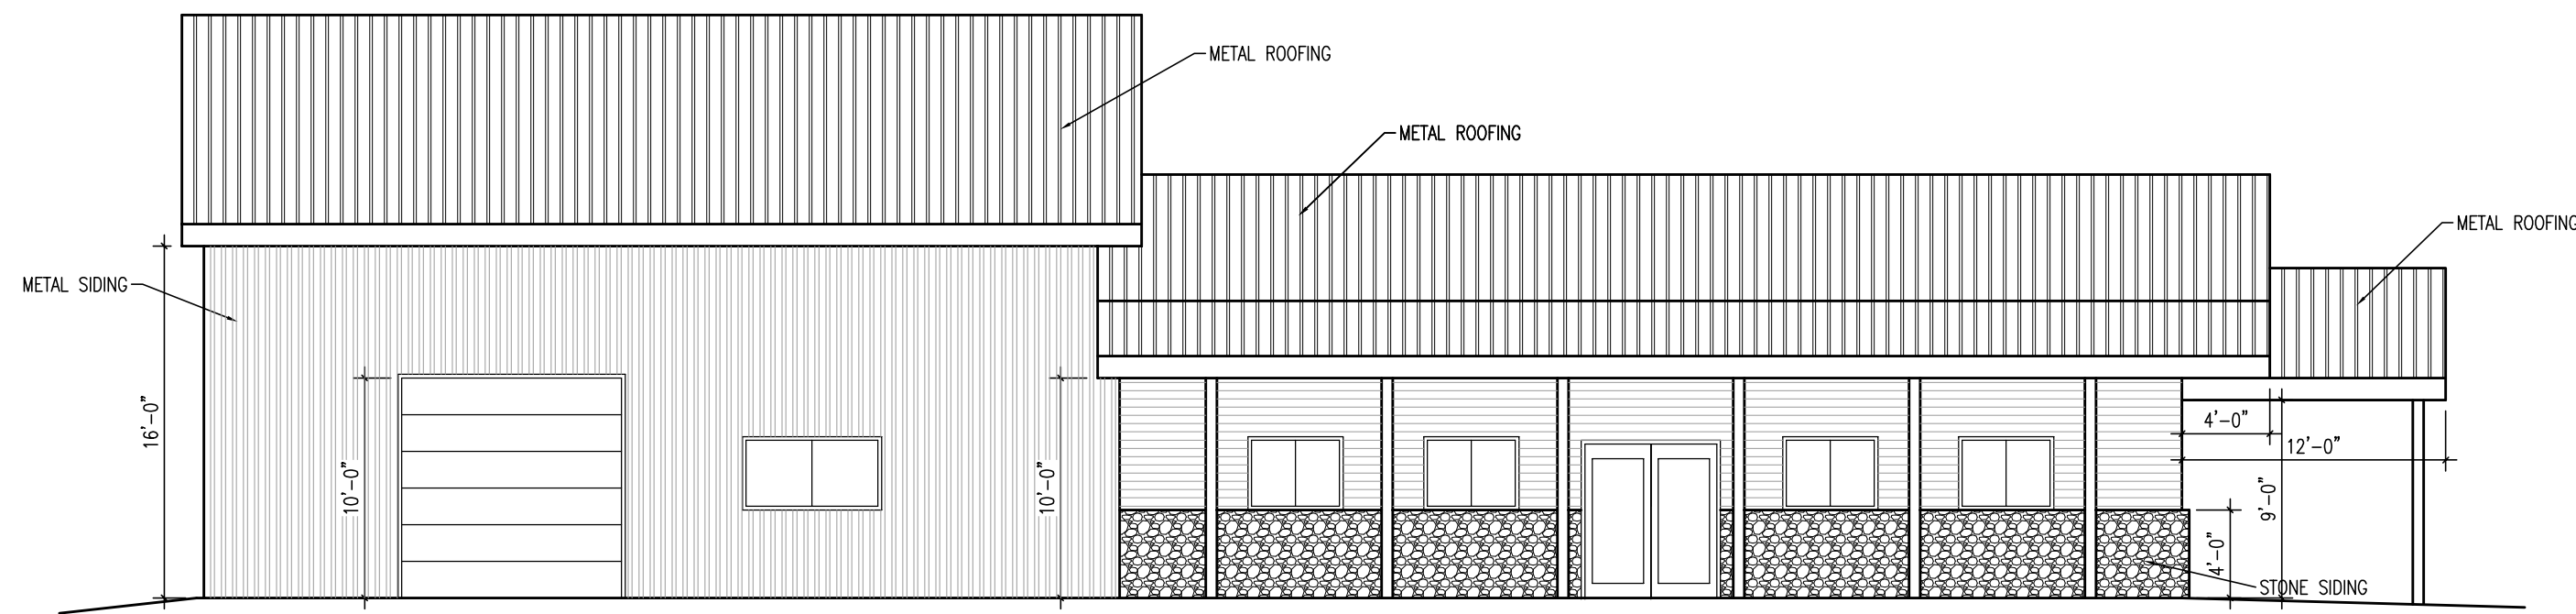 METAL ROOFING
METAL ROOFING
METAL ROOFING
METAL SIDING
16'-0"
10'-0"
10'-0"
4'-0"
12'-0"
9'-0"
4'-0"
STONE SIDING